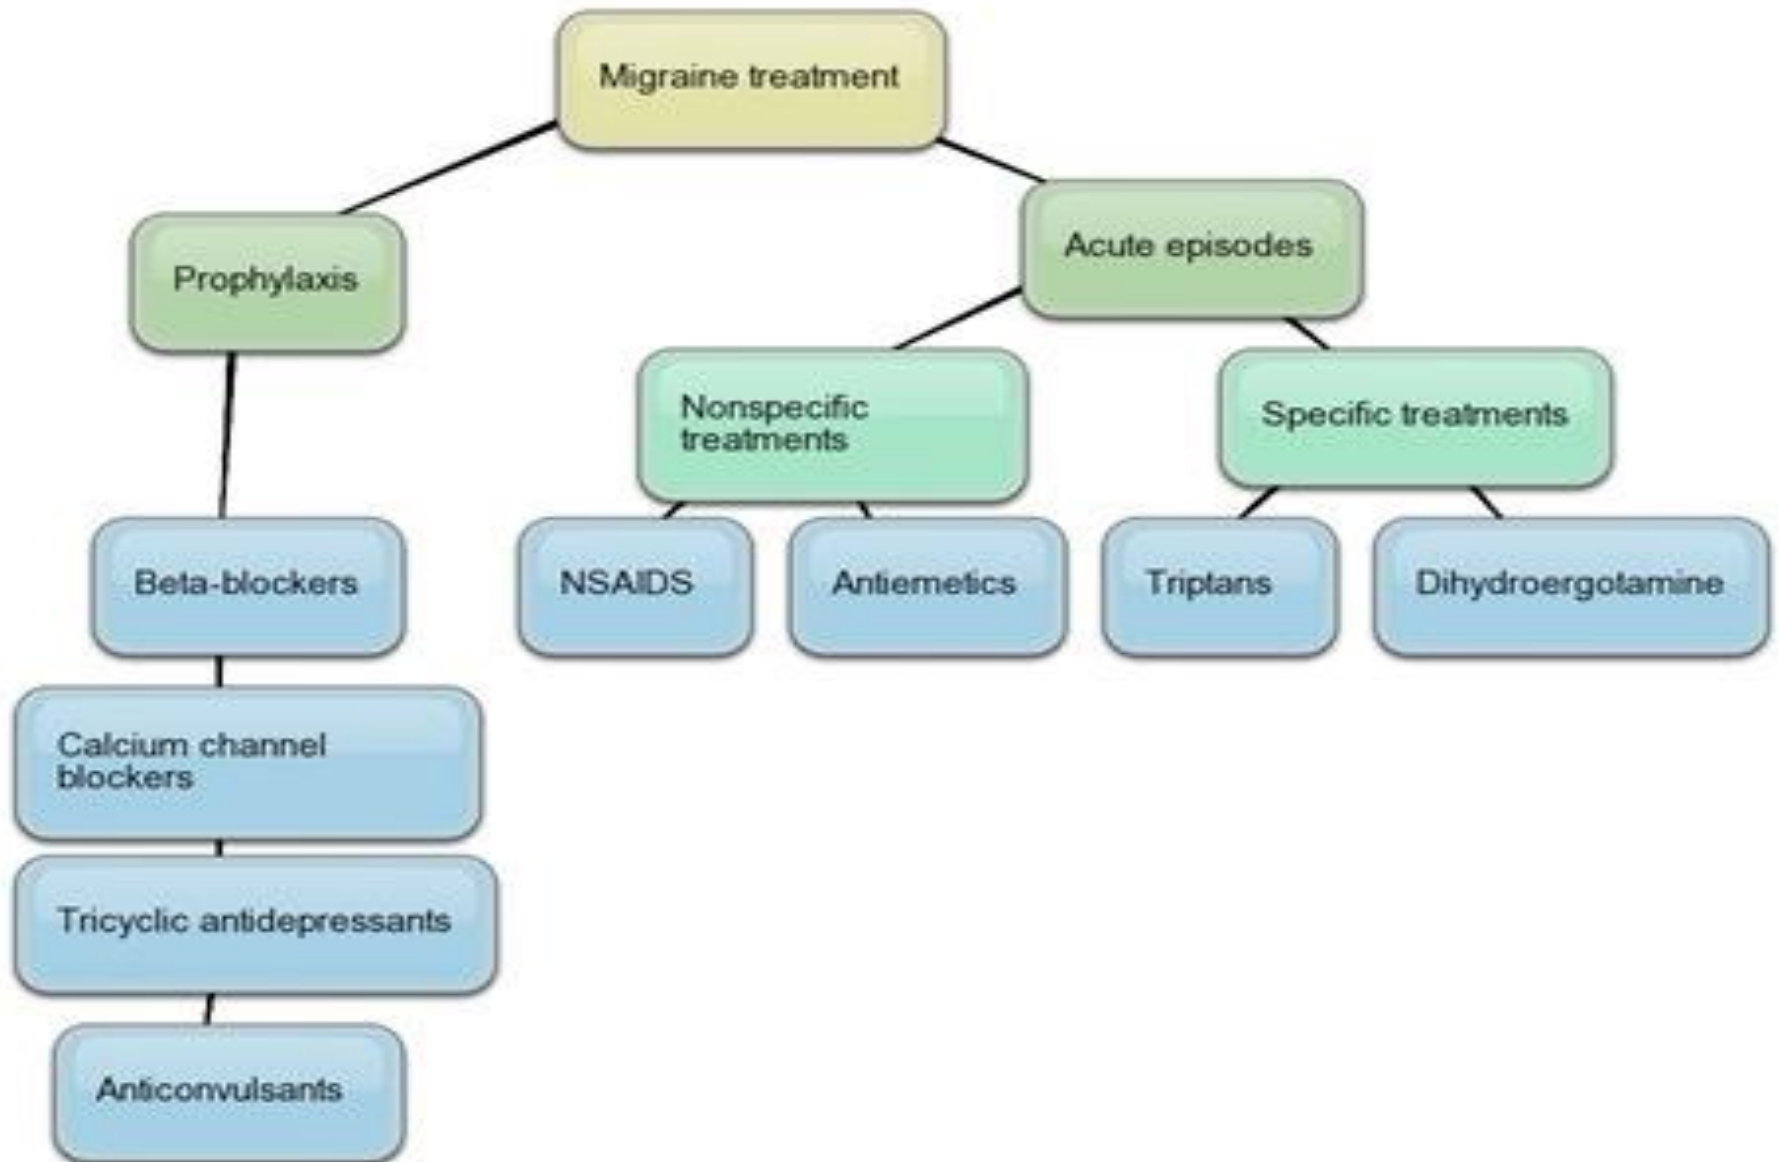 Migraine treatment
Prophylaxis
Acute episodes
Nonspecific
treatments
Specific treatments
Beta-blockers
NSAIDS
Antiemetics
Triptans
Dihydroergotamine
Calcium channel
blockers
Tricyclic antidepressants
Anticonvulsants